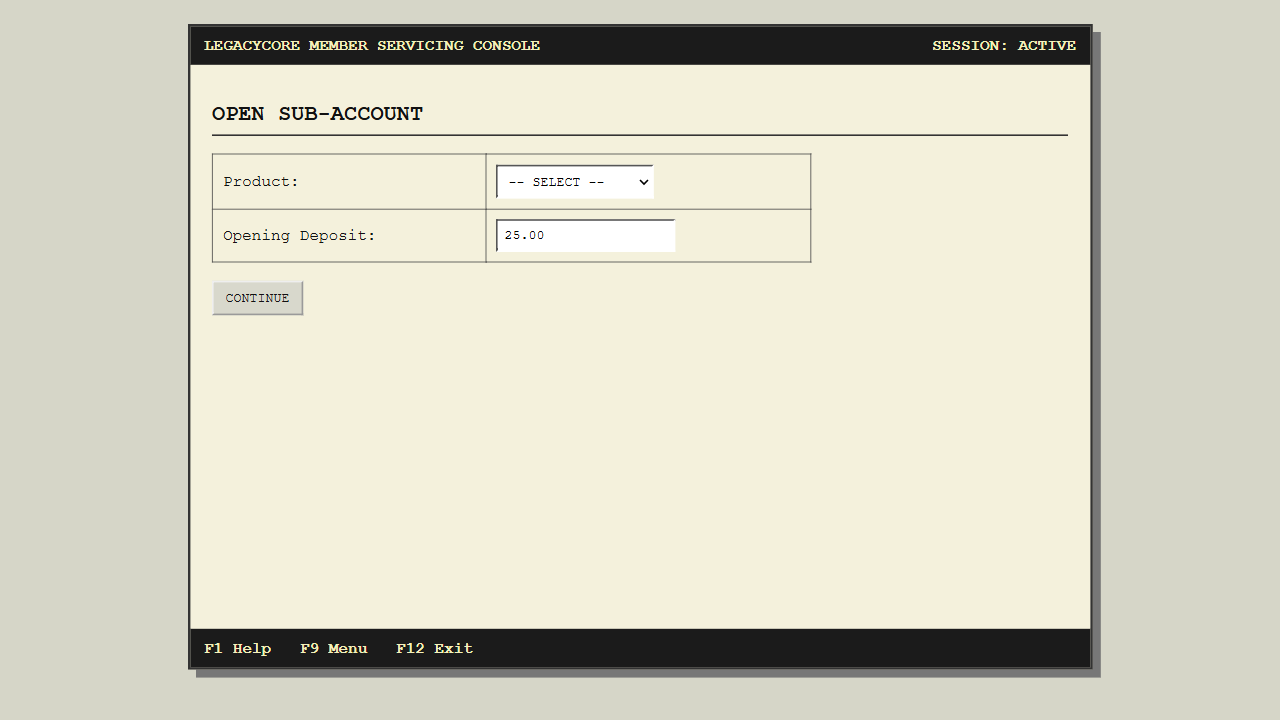 LEGACYCORE MEMBER SERVICING CONSOLE SESSION: ACTIVE
OPEN SUB-ACCOUNT
Product: -- SELECT --
Opening Deposit: 25.00
CONTINUE
F1 Help F9 Menu F12 Exit